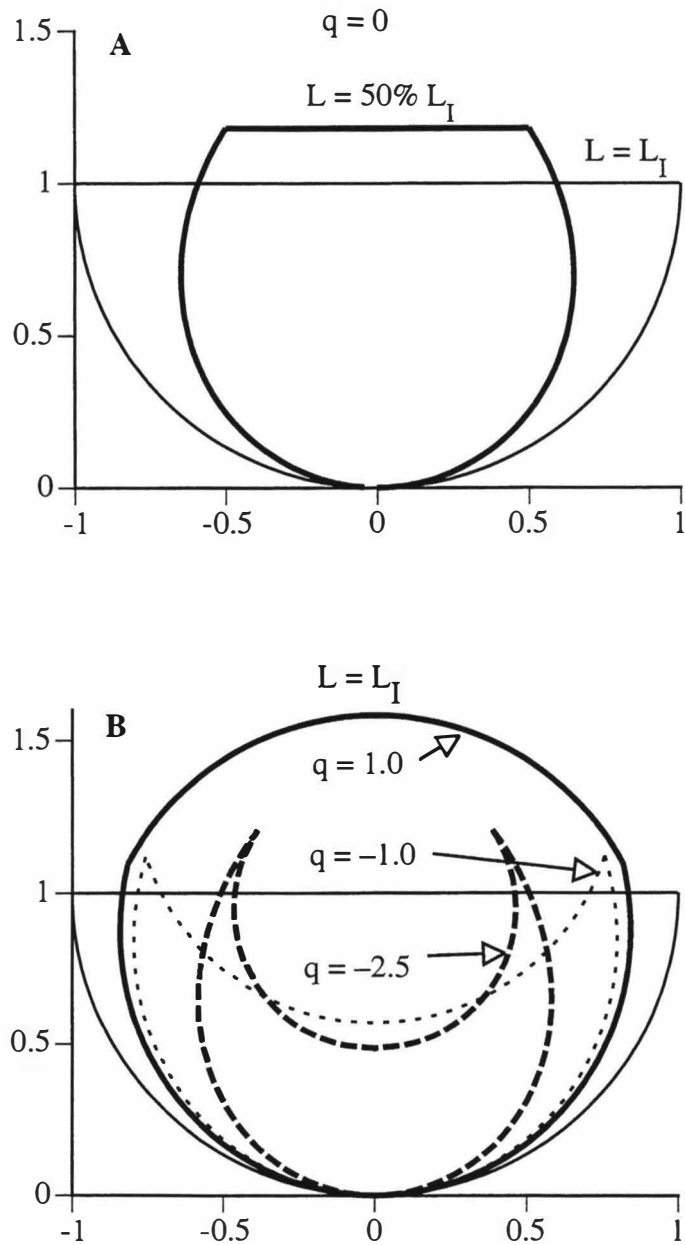 q = 0
1.5
A
L = 50% L_I
L = L_I
1
0.5
0
-1
-0.5
0
0.5
1
L = L_I
B
1.5
q = 1.0
q = −1.0
1
q = −2.5
0.5
0
-1
-0.5
0
0.5
1